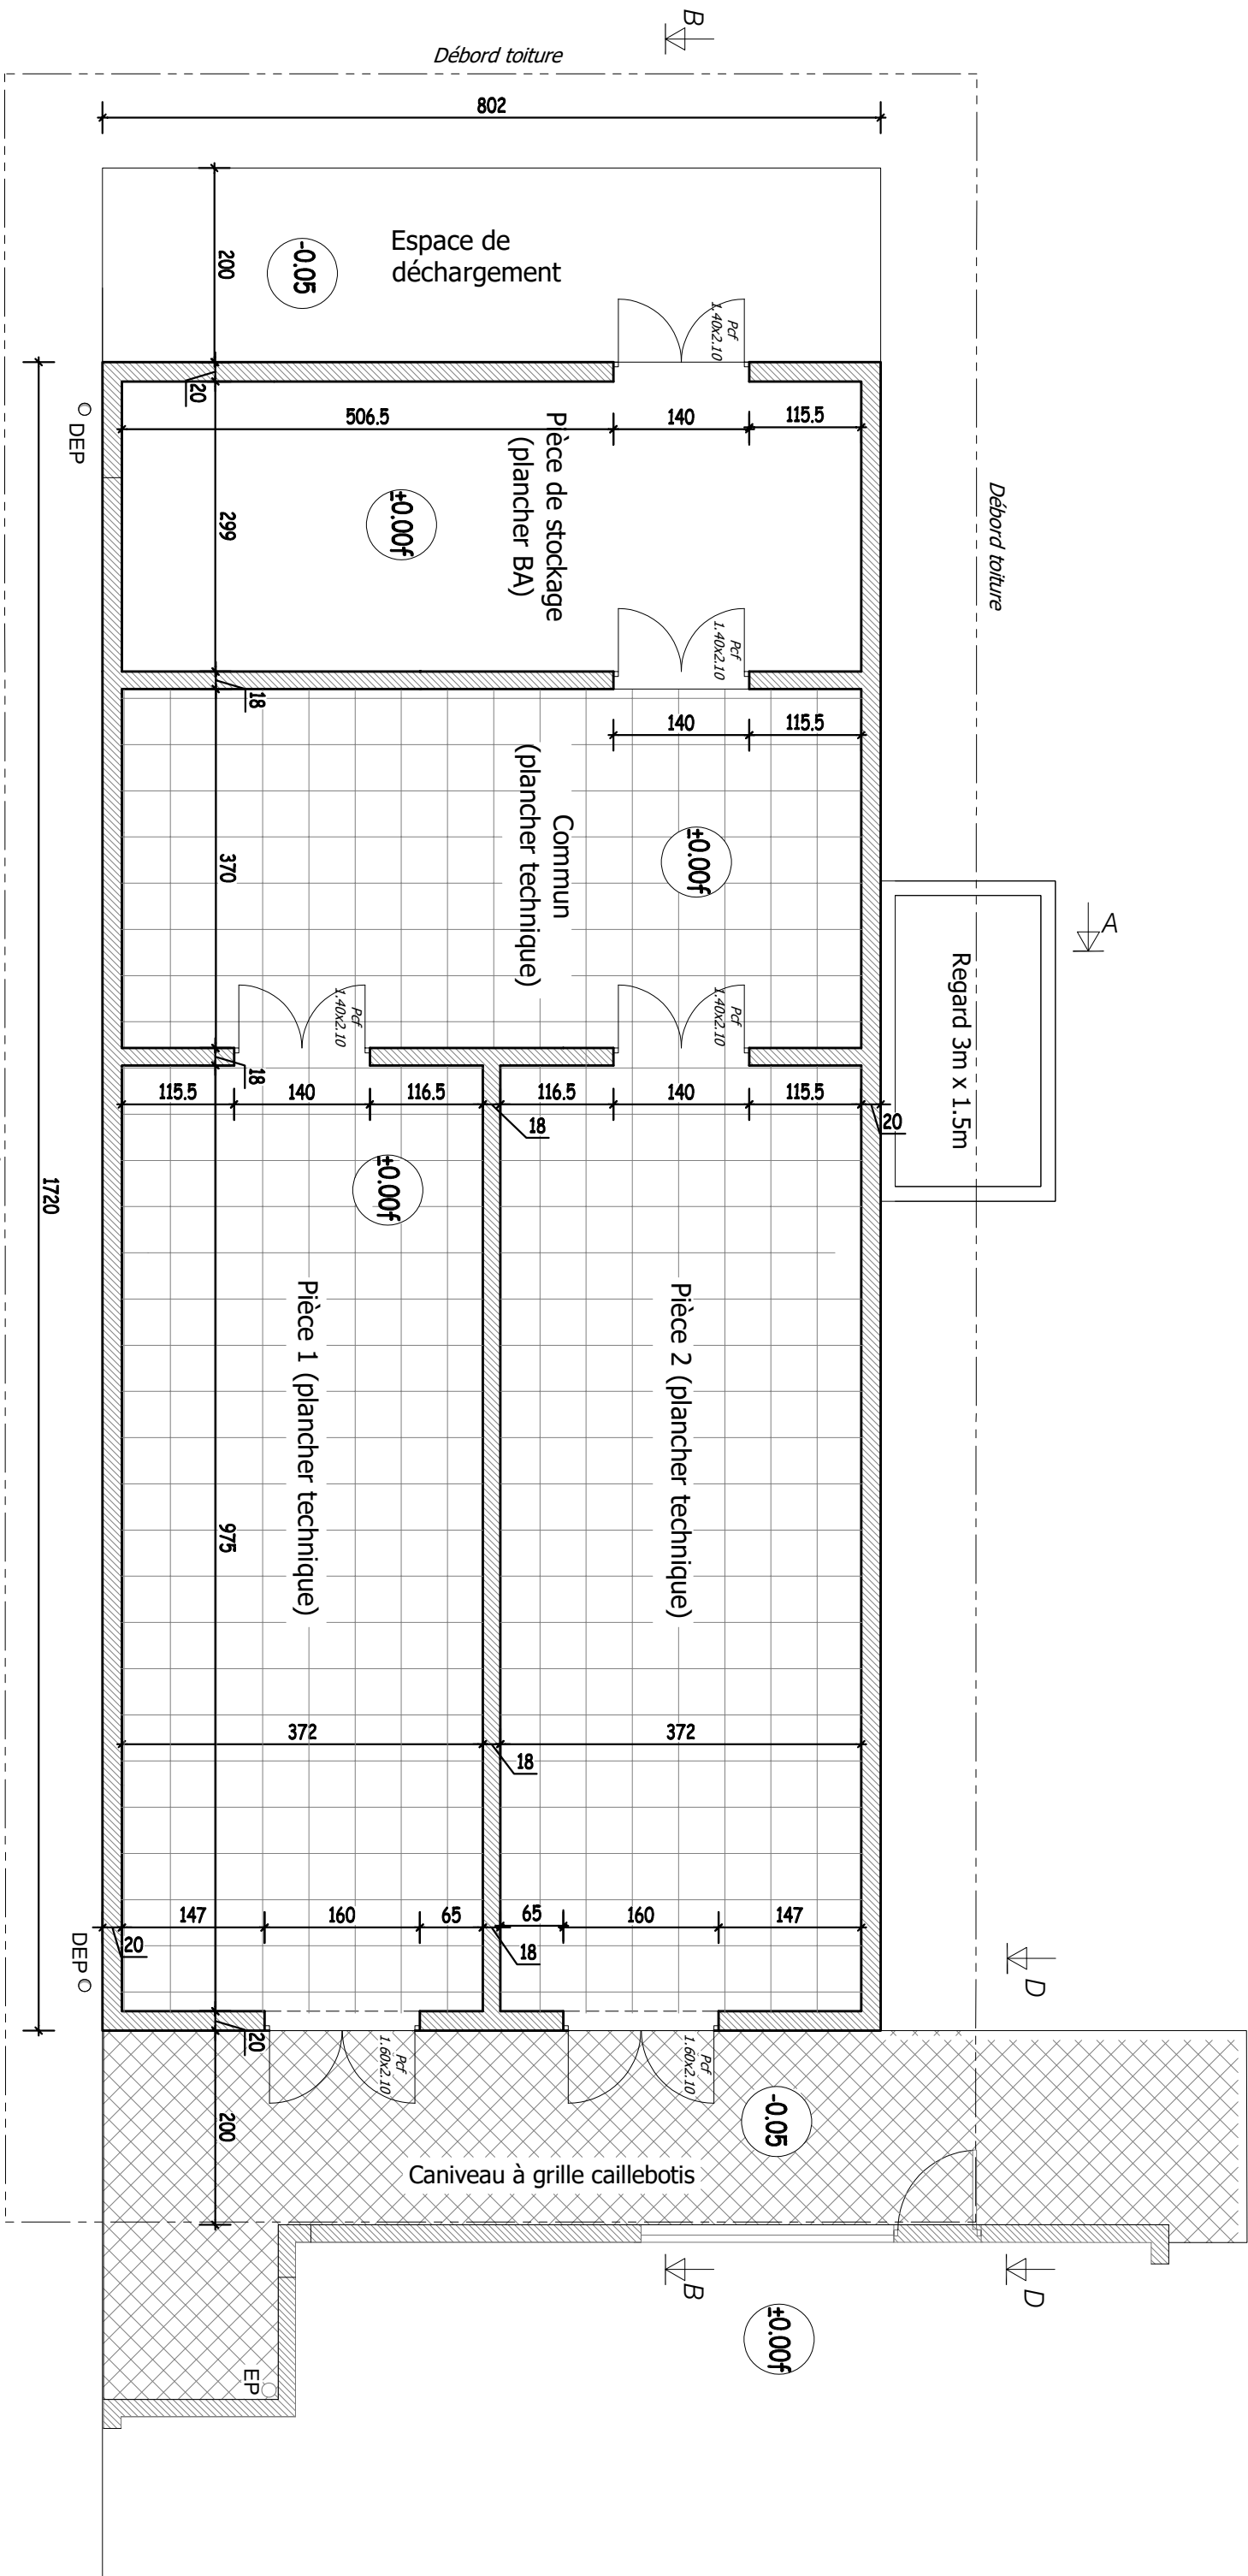 B
Débord toiture
802
Espace de
déchargement
-0.05
200
Pcf
1.40x2.10
20
506.5
140
115.5
DEP
Pièce de stockage
(plancher BA)
±0.00f
299
Débord toiture
Pcf
1.40x2.10
18
140
115.5
Commun
(plancher technique)
±0.00f
370
A
Regard 3m x 1.5m
Pcf
1.40x2.10
Pcf
1.40x2.10
18
115.5
140
116.5
116.5
140
115.5
18
20
±0.00f
1720
Pièce 1 (plancher technique)
Pièce 2 (plancher technique)
975
372
372
18
147
160
65
65
160
147
20
18
DEP
D
20
Pcf
1.60x2.10
Pcf
1.60x2.10
-0.05
200
Caniveau à grille caillebotis
B
D
±0.00f
EP